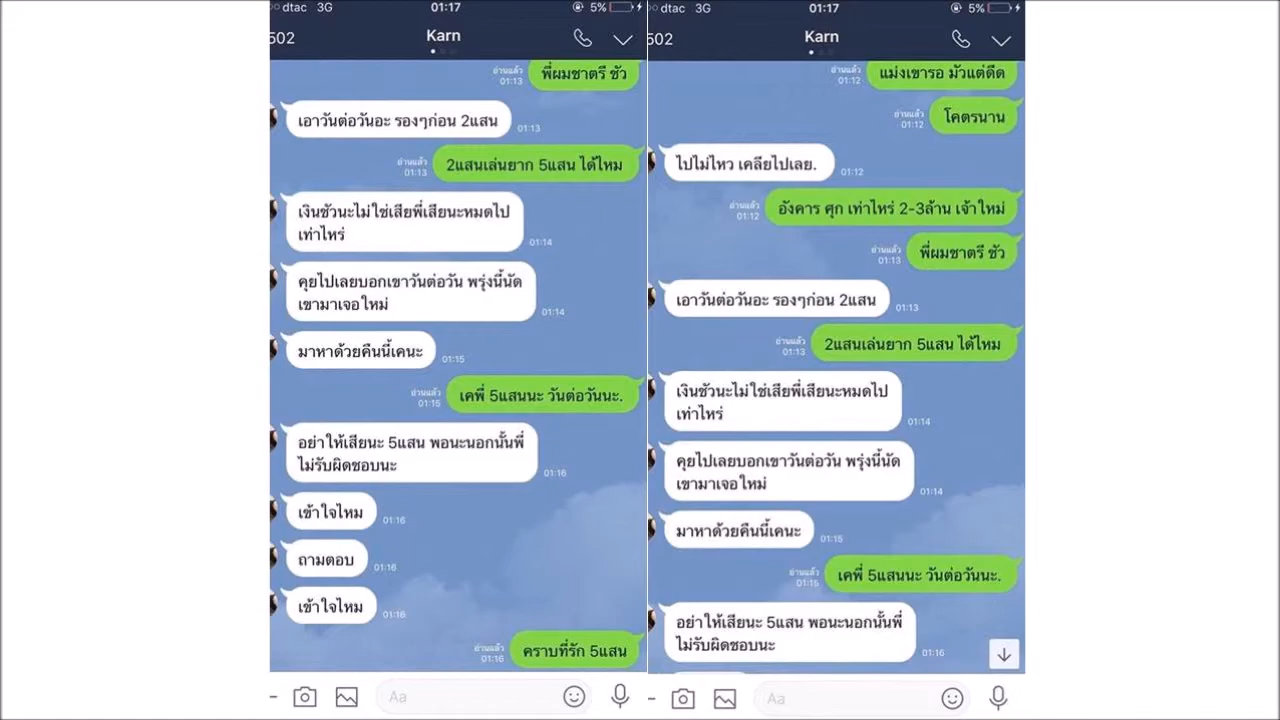 dtac 3G 01:17 5%
502 Karn
อ่านแล้ว 01:13 พี่ผมชาตรี ชัว
เอาวันต่อวันอะ รองๆก่อน 2แสน 01:13
อ่านแล้ว 01:13 2แสนเล่นยาก 5แสน ได้ไหม
เงินชัวนะไม่ใช่เสียพี่เสียนะหมดไป
เท่าไหร่ 01:14
คุยไปเลยบอกเขาวันต่อวัน พรุ่งนี้นัด
เขามาเจอใหม่ 01:14
มาหาด้วยคืนนี้เคนะ 01:15
อ่านแล้ว 01:15 เคพี่ 5แสนนะ วันต่อวันนะ.
อย่าให้เสียนะ 5แสน พอนะนอกนั้นพี่
ไม่รับผิดชอบนะ 01:16
เข้าใจไหม 01:16
ถามตอบ 01:16
เข้าใจไหม 01:16
อ่านแล้ว 01:16 คราบที่รัก 5แสน
Aa
dtac 3G 01:17 5%
502 Karn
อ่านแล้ว 01:12 แม่งเขารอ มัวแต่ดีด
อ่านแล้ว 01:12 โคตรนาน
ไปไม่ไหว เคลียไปเลย. 01:12
อ่านแล้ว 01:12 อังคาร ศุก เท่าไหร่ 2-3ล้าน เจ้าใหม่
อ่านแล้ว 01:13 พี่ผมชาตรี ชัว
เอาวันต่อวันอะ รองๆก่อน 2แสน 01:13
อ่านแล้ว 01:13 2แสนเล่นยาก 5แสน ได้ไหม
เงินชัวนะไม่ใช่เสียพี่เสียนะหมดไป
เท่าไหร่ 01:14
คุยไปเลยบอกเขาวันต่อวัน พรุ่งนี้นัด
เขามาเจอใหม่ 01:14
มาหาด้วยคืนนี้เคนะ 01:15
อ่านแล้ว 01:15 เคพี่ 5แสนนะ วันต่อวันนะ.
อย่าให้เสียนะ 5แสน พอนะนอกนั้นพี่
ไม่รับผิดชอบนะ 01:16
Aa